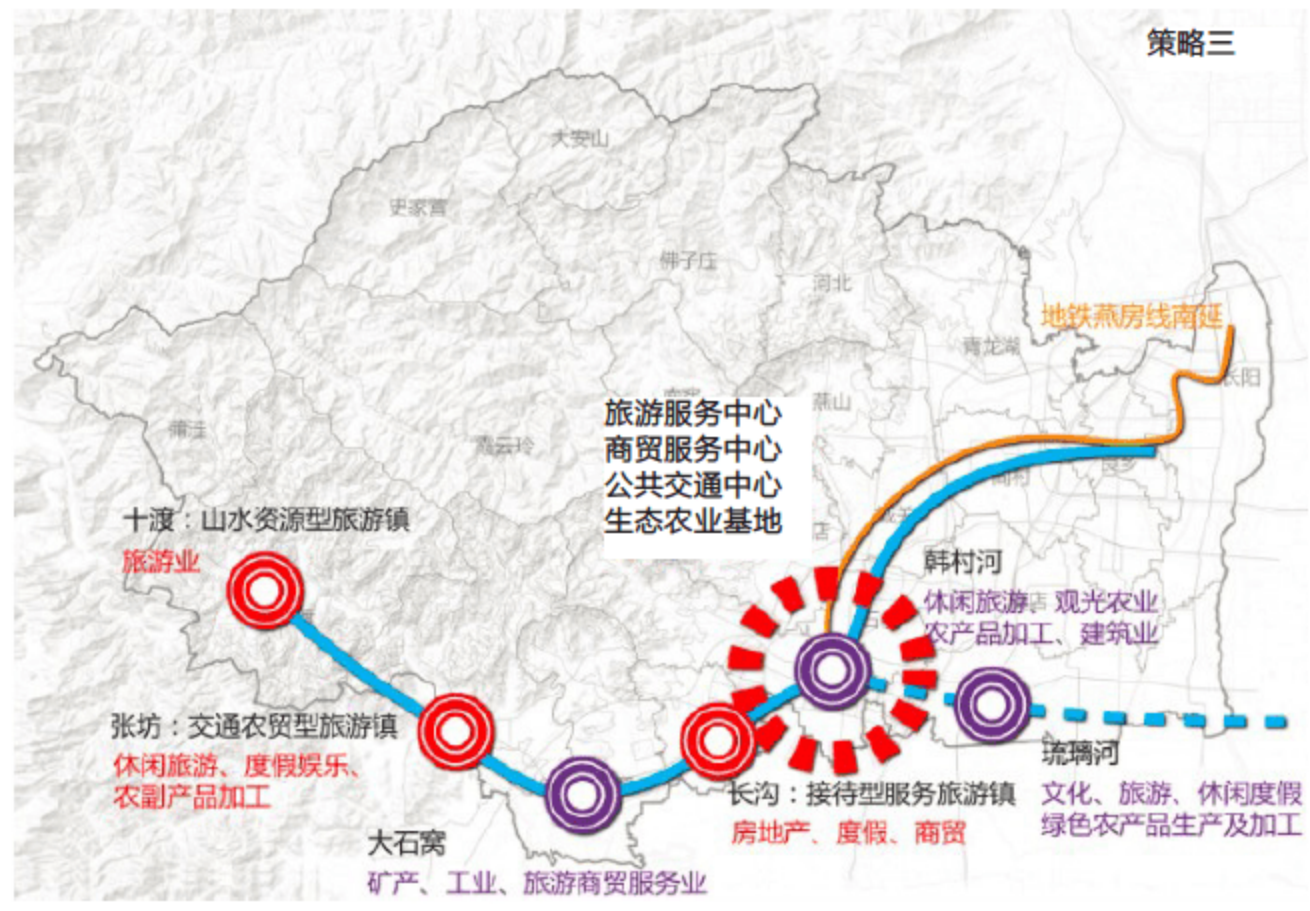 策略三
大安山
史家营
佛子庄
河北
地铁燕房线南延
青龙湖
长阳
燕山
旅游服务中心
商贸服务中心
公共交通中心
生态农业基地
霞云岭
蒲洼
良乡
店
十渡：山水资源型旅游镇
旅游业
韩村河
休闲旅游、观光农业
农产品加工、建筑业
张坊：交通农贸型旅游镇
休闲旅游、度假娱乐、
农副产品加工
琉璃河
文化、旅游、休闲度假
绿色农产品生产及加工
长沟：接待型服务旅游镇
房地产、度假、商贸
大石窝
矿产、工业、旅游商贸服务业